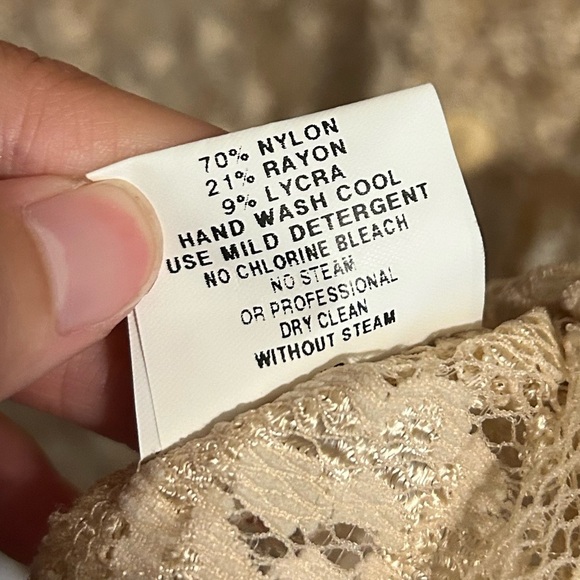 70% NYLON
21% RAYON
9% LYCRA
HAND WASH COOL
USE MILD DETERGENT
NO CHLORINE BLEACH
NO STEAM
OR PROFESSIONAL
DRY CLEAN
WITHOUT STEAM